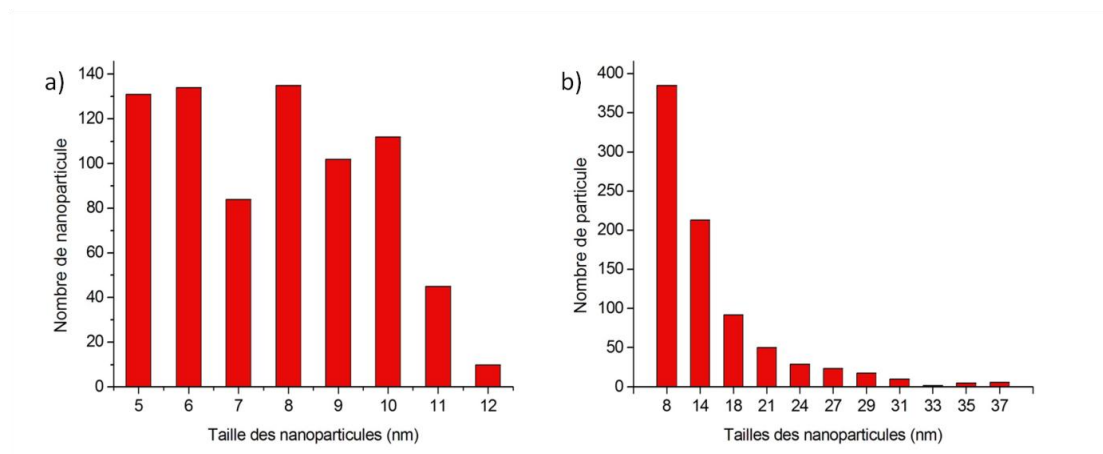 a)
Nombre de nanoparticule
140
120
100
80
60
40
20
0
5 6 7 8 9 10 11 12
Taille des nanoparticules (nm)
b)
Nombre de particule
400
350
300
250
200
150
100
50
0
8 14 18 21 24 27 29 31 33 35 37
Tailles des nanoparticules (nm)